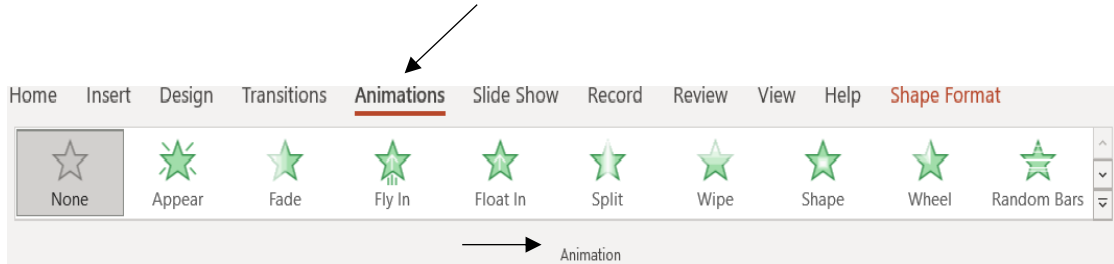 Home Insert Design Transitions Animations Slide Show Record Review View Help Shape Format
None Appear Fade Fly In Float In Split Wipe Shape Wheel Random Bars
Animation